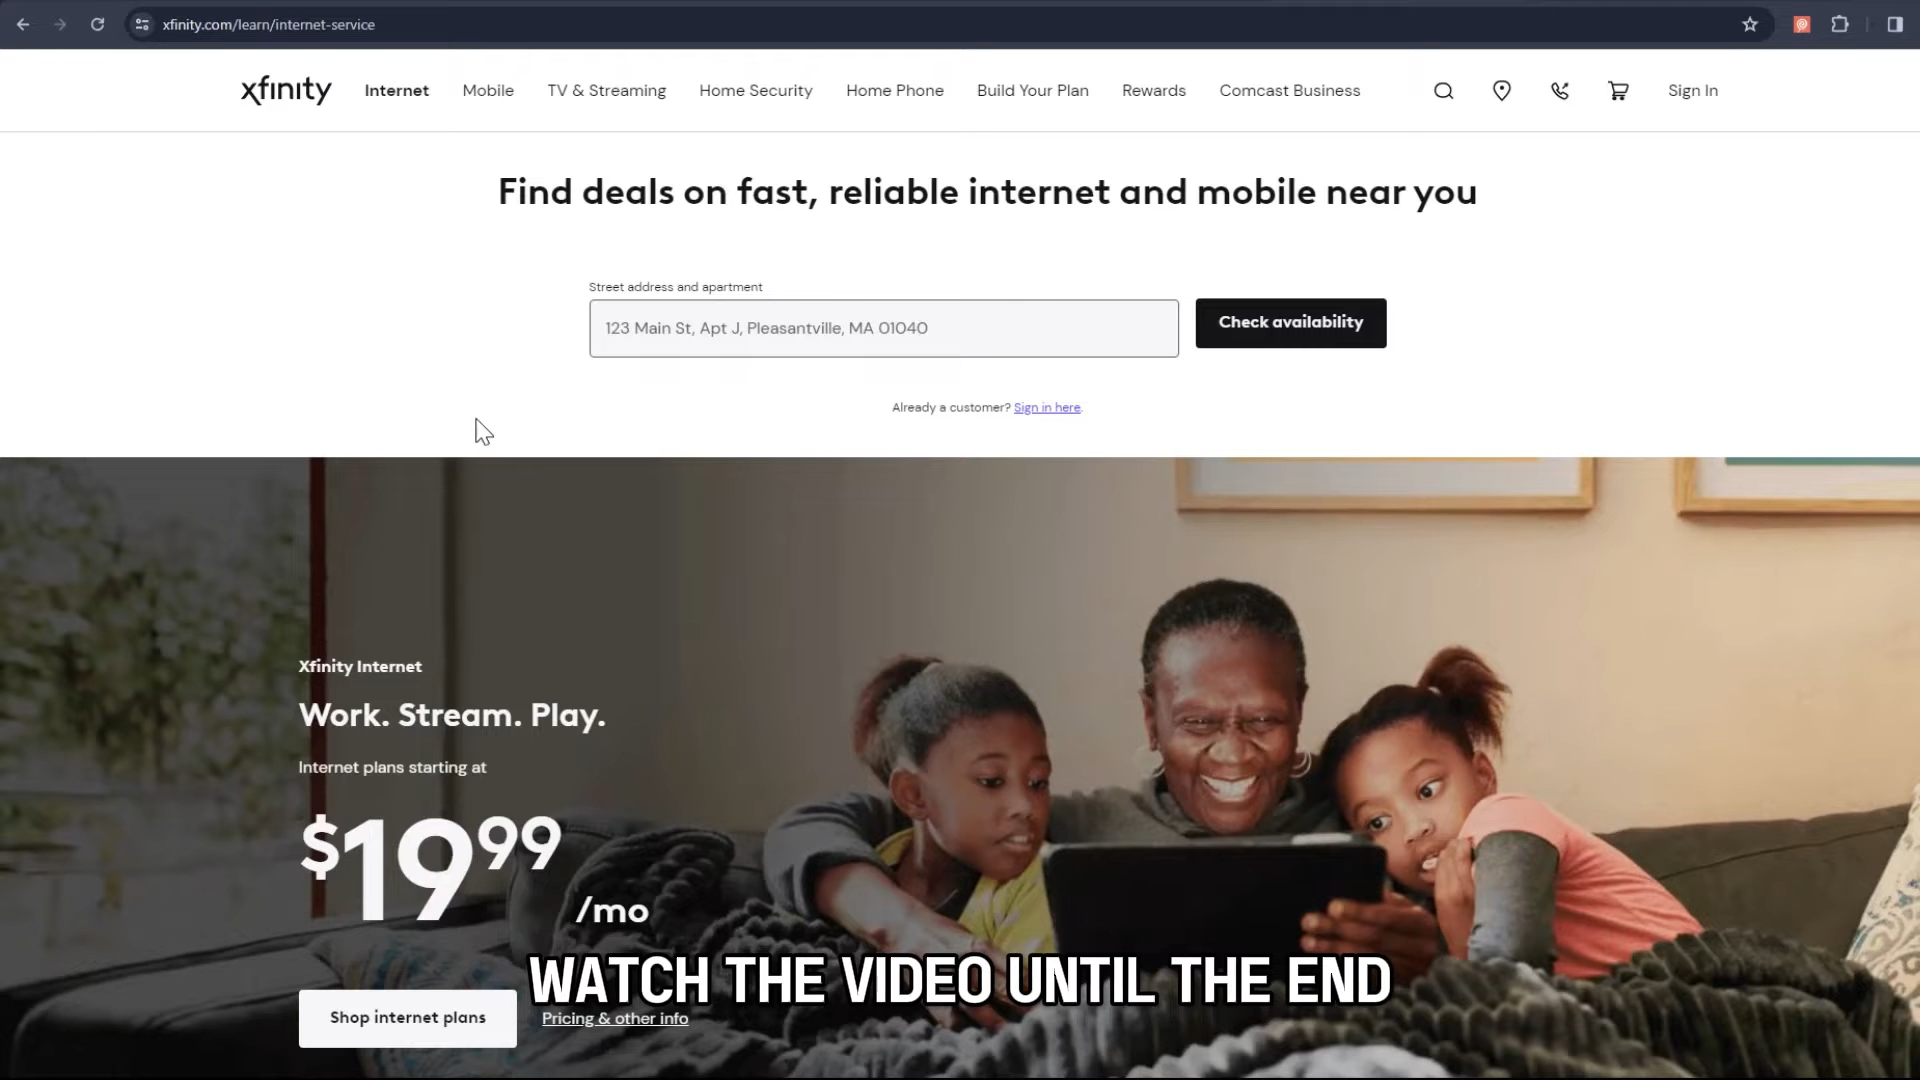 xfinity.com/learn/internet-service
xfinity Internet Mobile TV & Streaming Home Security Home Phone Build Your Plan Rewards Comcast Business Sign In
Find deals on fast, reliable internet and mobile near you
Street address and apartment
123 Main St, Apt J, Pleasantville, MA 01040
Check availability
Already a customer? Sign in here.
Xfinity Internet
Work. Stream. Play.
Internet plans starting at
$19.99/mo
WATCH THE VIDEO UNTIL THE END
Shop internet plans
Pricing & other info